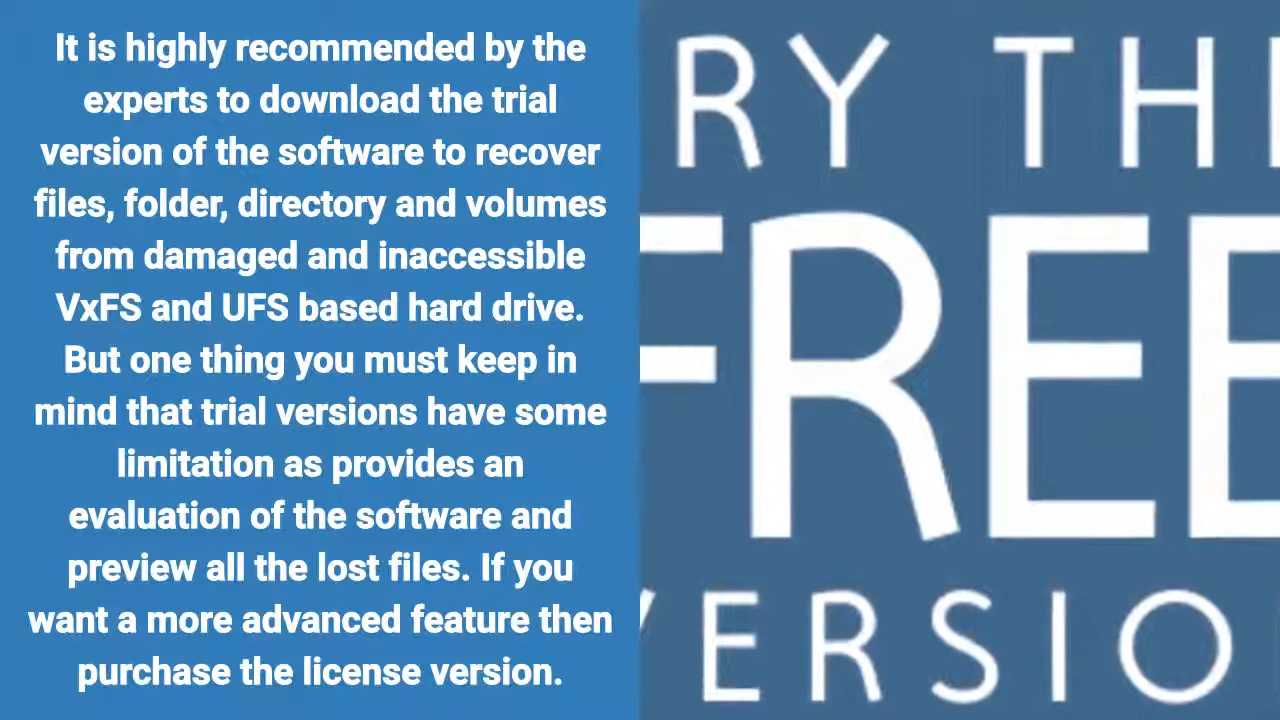 It is highly recommended by the
experts to download the trial
version of the software to recover
files, folder, directory and volumes
from damaged and inaccessible
VxFS and UFS based hard drive.
But one thing you must keep in
mind that trial versions have some
limitation as provides an
evaluation of the software and
preview all the lost files. If you
want a more advanced feature then
purchase the license version.
RY TH
FREE
VERSIO